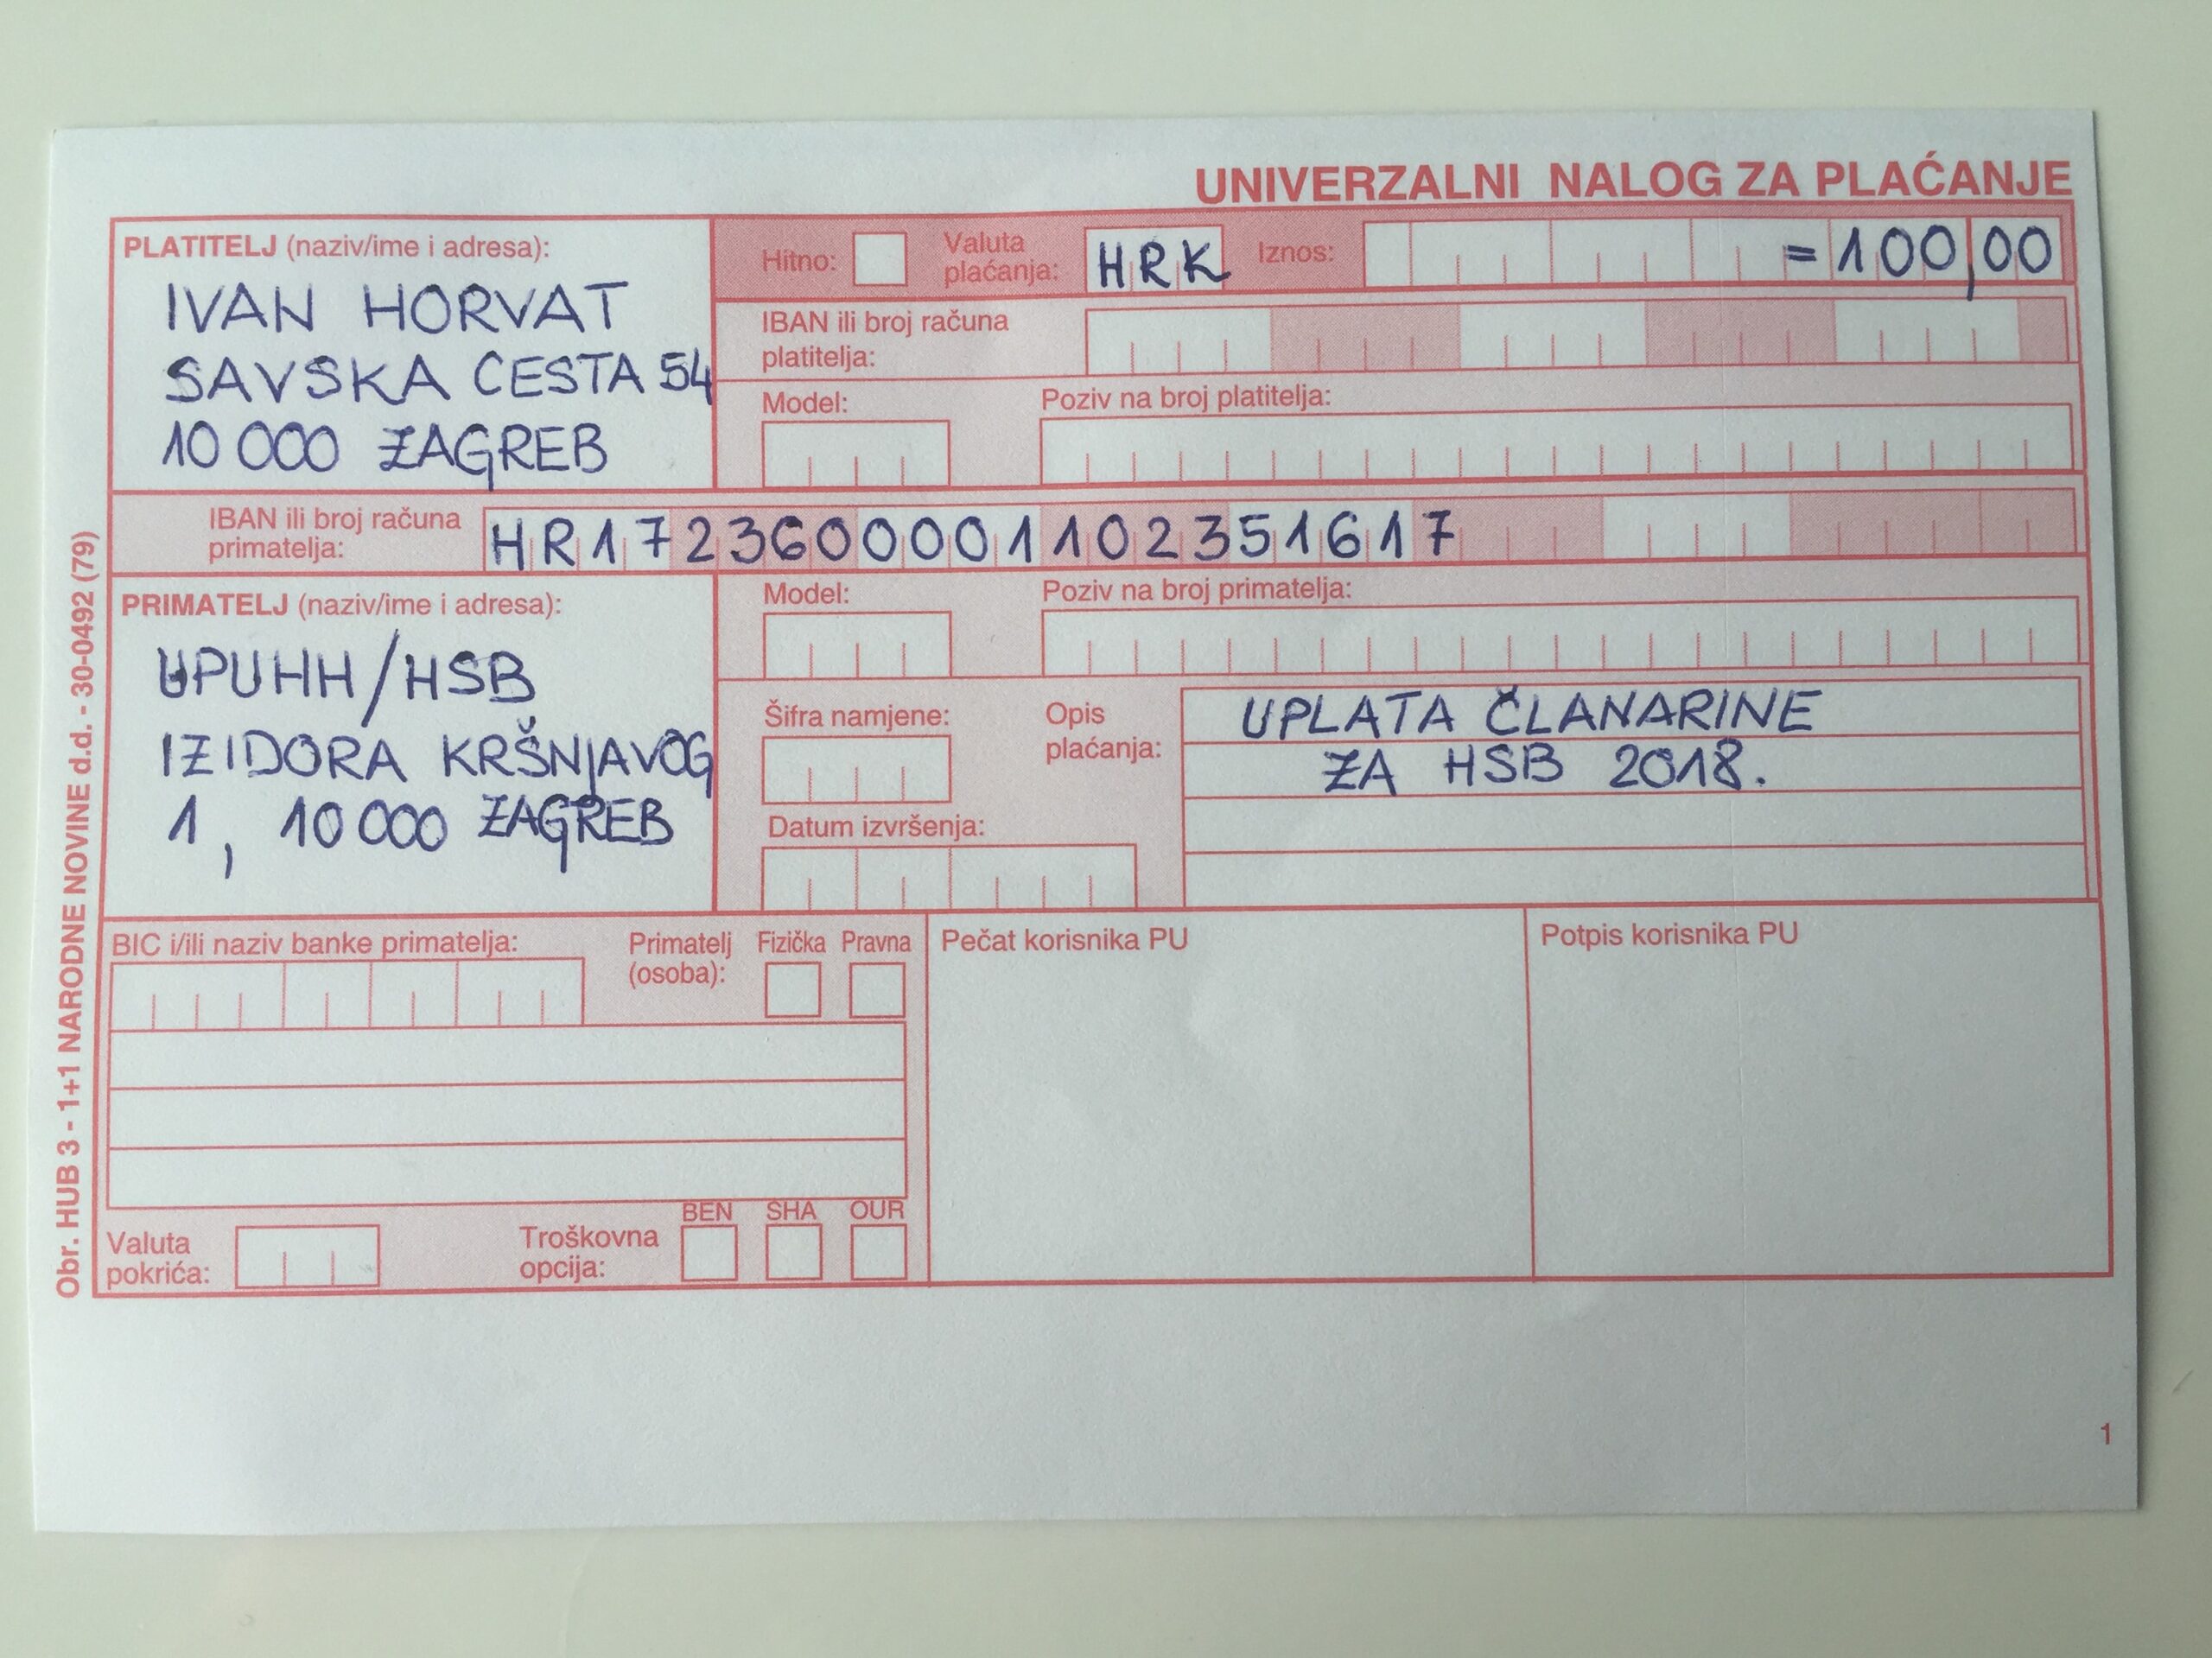 UNIVERZALNI NALOG ZA PLAĆANJE
PLATITELJ (naziv/ime i adresa):
IVAN HORVAT
SAVSKA CESTA 54
10 000 ZAGREB
Hitno:
Valuta
plaćanja:
HRK
Iznos:
=100,00
IBAN ili broj računa
platitelja:
Model:
Poziv na broj platitelja:
IBAN ili broj računa
primatelja:
HR1723600001102351617
PRIMATELJ (naziv/ime i adresa):
UPUHH/HSB
IZIDORA KRŠNJAVOG
1, 10 000 ZAGREB
Model:
Poziv na broj primatelja:
Šifra namjene:
Opis
plaćanja:
UPLATA ČLANARINE
ZA HSB 2018.
Datum izvršenja:
BIC i/ili naziv banke primatelja:
Primatelj
(osoba):
Fizička
Pravna
Pečat korisnika PU
Potpis korisnika PU
Valuta
pokrića:
Troškovna
opcija:
BEN
SHA
OUR
Obr. HUB 3 - 1+1 NARODNE NOVINE d.d. - 30-0492 (79)
1